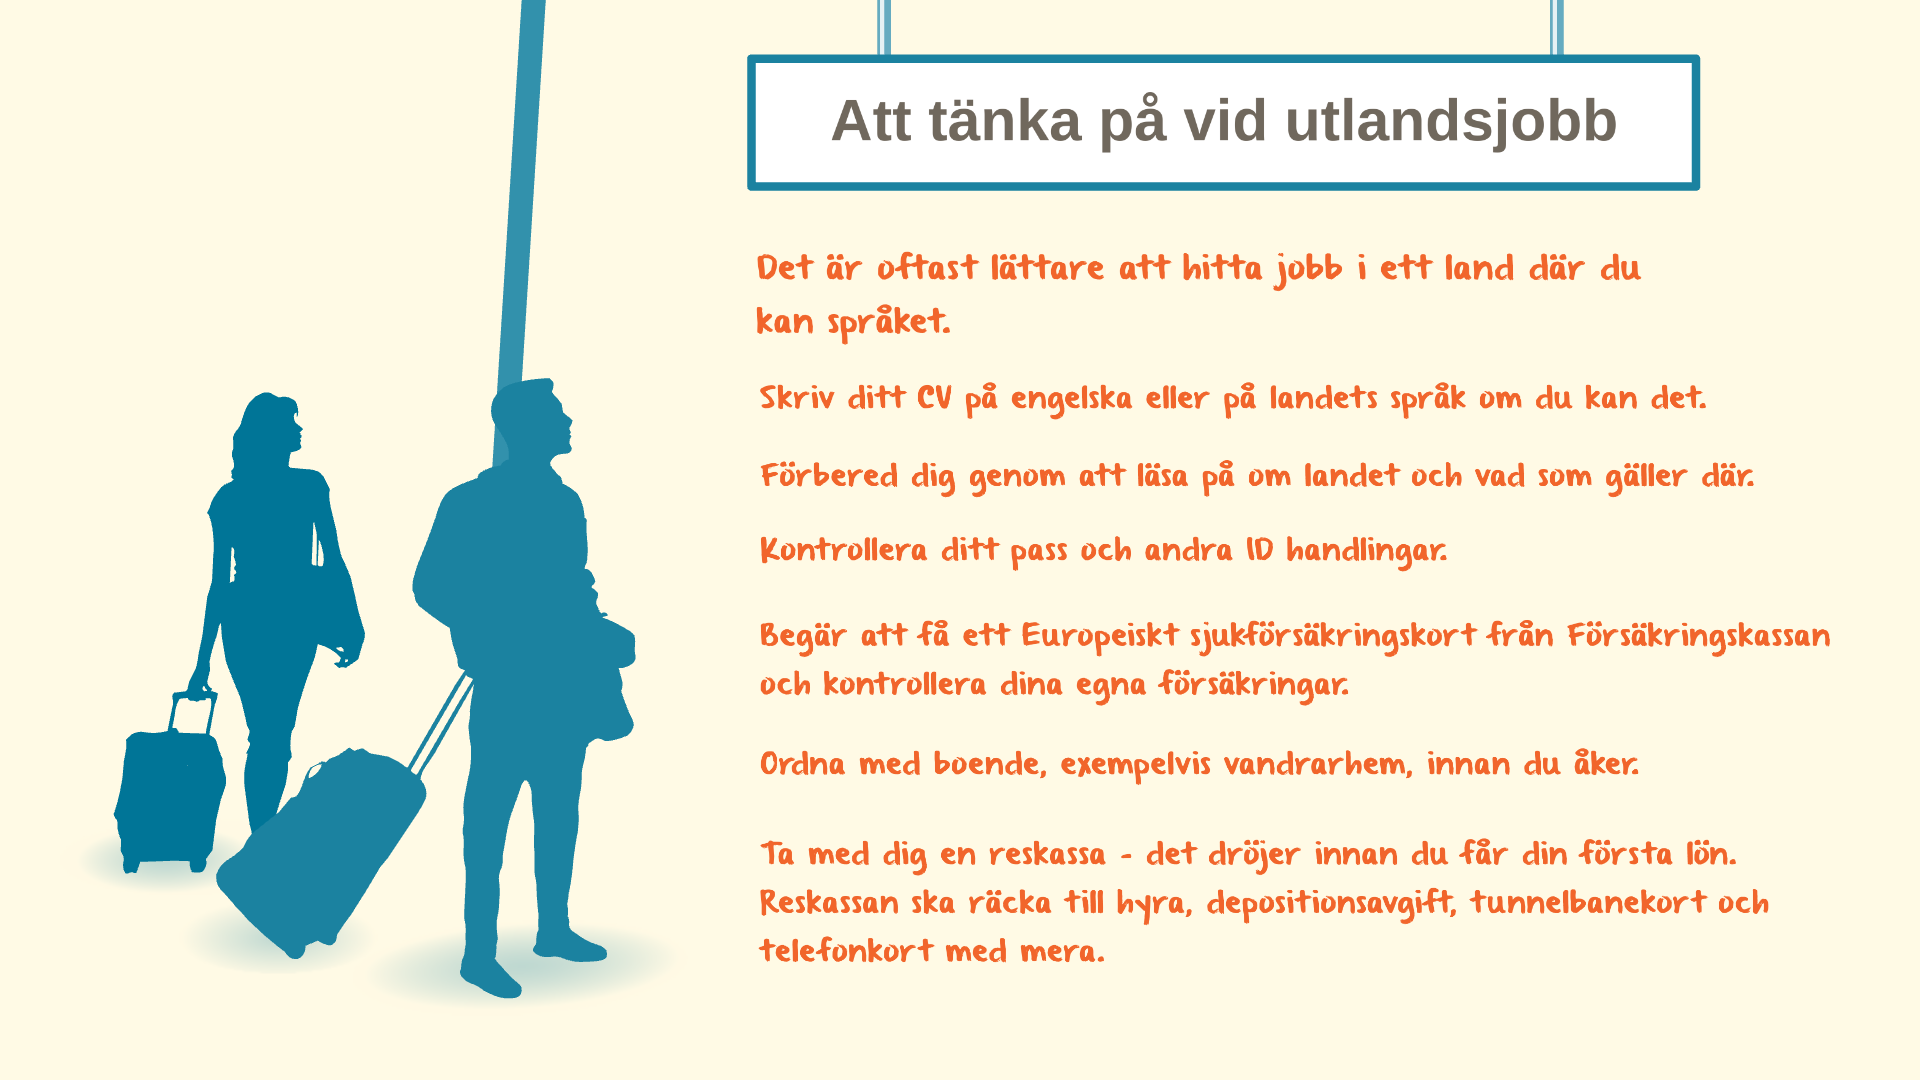 Att tänka på vid utlandsjobb
Det är oftast lättare att hitta jobb i ett land där du
kan språket.
Skriv ditt CV på engelska eller på landets språk om du kan det.
Förbered dig genom att läsa på om landet och vad som gäller där.
Kontrollera ditt pass och andra ID handlingar.
Begär att få ett Europeiskt sjukförsäkringskort från Försäkringskassan
och kontrollera dina egna försäkringar.
Ordna med boende, exempelvis vandrarhem, innan du åker.
Ta med dig en reskassa - det dröjer innan du får din första lön.
Reskassan ska räcka till hyra, depositionsavgift, tunnelbanekort och
telefonkort med mera.